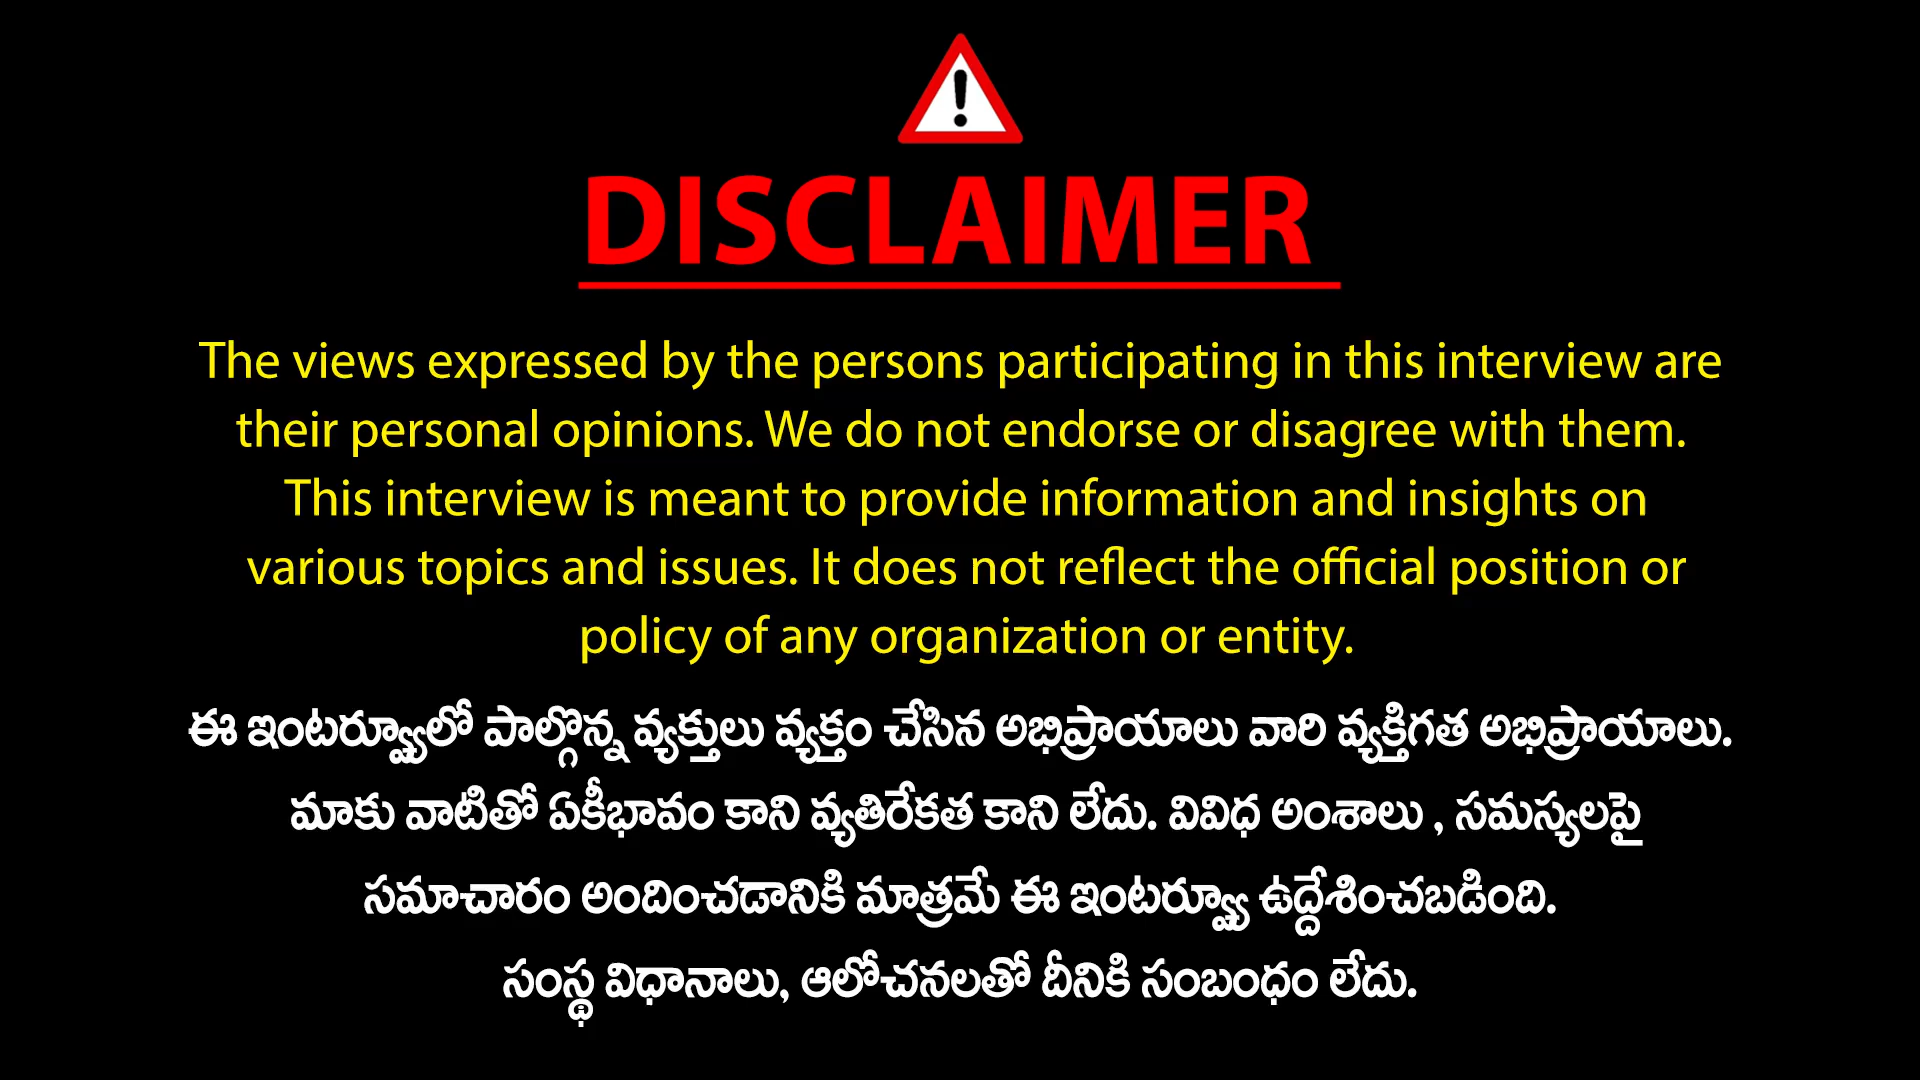 DISCLAIMER
The views expressed by the persons participating in this interview are
their personal opinions. We do not endorse or disagree with them.
This interview is meant to provide information and insights on
various topics and issues. It does not reflect the official position or
policy of any organization or entity.
ఈ ఇంటర్వ్యూలో పాల్గొన్న వ్యక్తులు వ్యక్తం చేసిన అభిప్రాయాలు వారి వ్యక్తిగత అభిప్రాయాలు.
మాకు వాటితో ఏకీభావం కాని వ్యతిరేకత కాని లేదు. వివిధ అంశాలు , సమస్యలపై
సమాచారం అందించడానికి మాత్రమే ఈ ఇంటర్వ్యూ ఉద్దేశించబడింది.
సంస్థ విధానాలు, ఆలోచనలతో దీనికి సంబంధం లేదు.